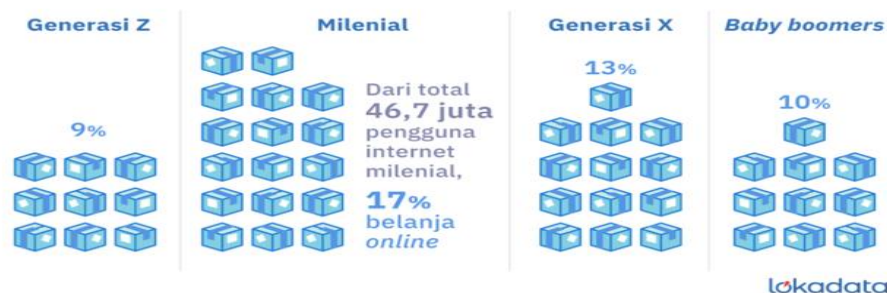 Generasi Z
9%
Milenial
Dari total
46,7 juta
pengguna
internet
milenial,
17%
belanja
online
Generasi X
13%
Baby boomers
10%
lokadata